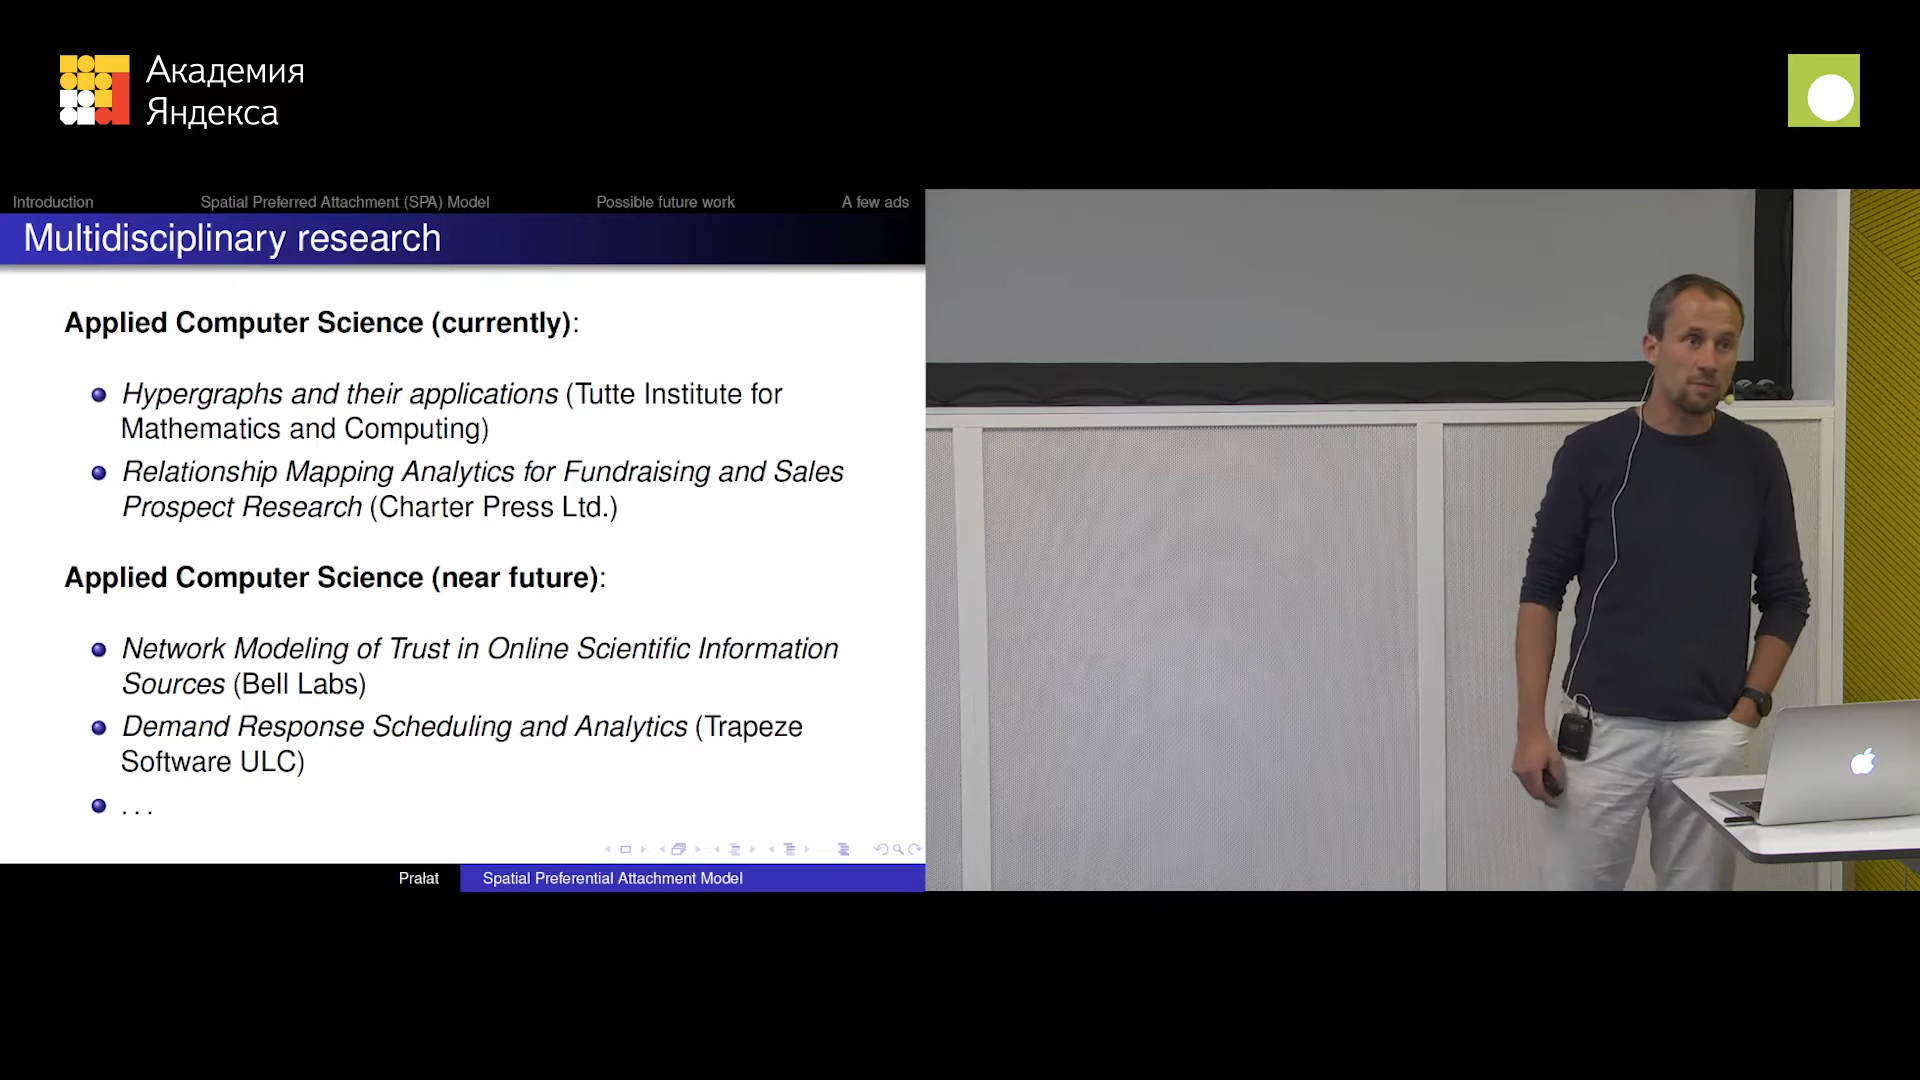 Академия
Яндекса
Introduction Spatial Preferred Attachment (SPA) Model Possible future work A few ads
Multidisciplinary research
Applied Computer Science (currently):
Hypergraphs and their applications (Tutte Institute for
Mathematics and Computing)
Relationship Mapping Analytics for Fundraising and Sales
Prospect Research (Charter Press Ltd.)
Applied Computer Science (near future):
Network Modeling of Trust in Online Scientific Information
Sources (Bell Labs)
Demand Response Scheduling and Analytics (Trapeze
Software ULC)
. . .
Prałat Spatial Preferential Attachment Model